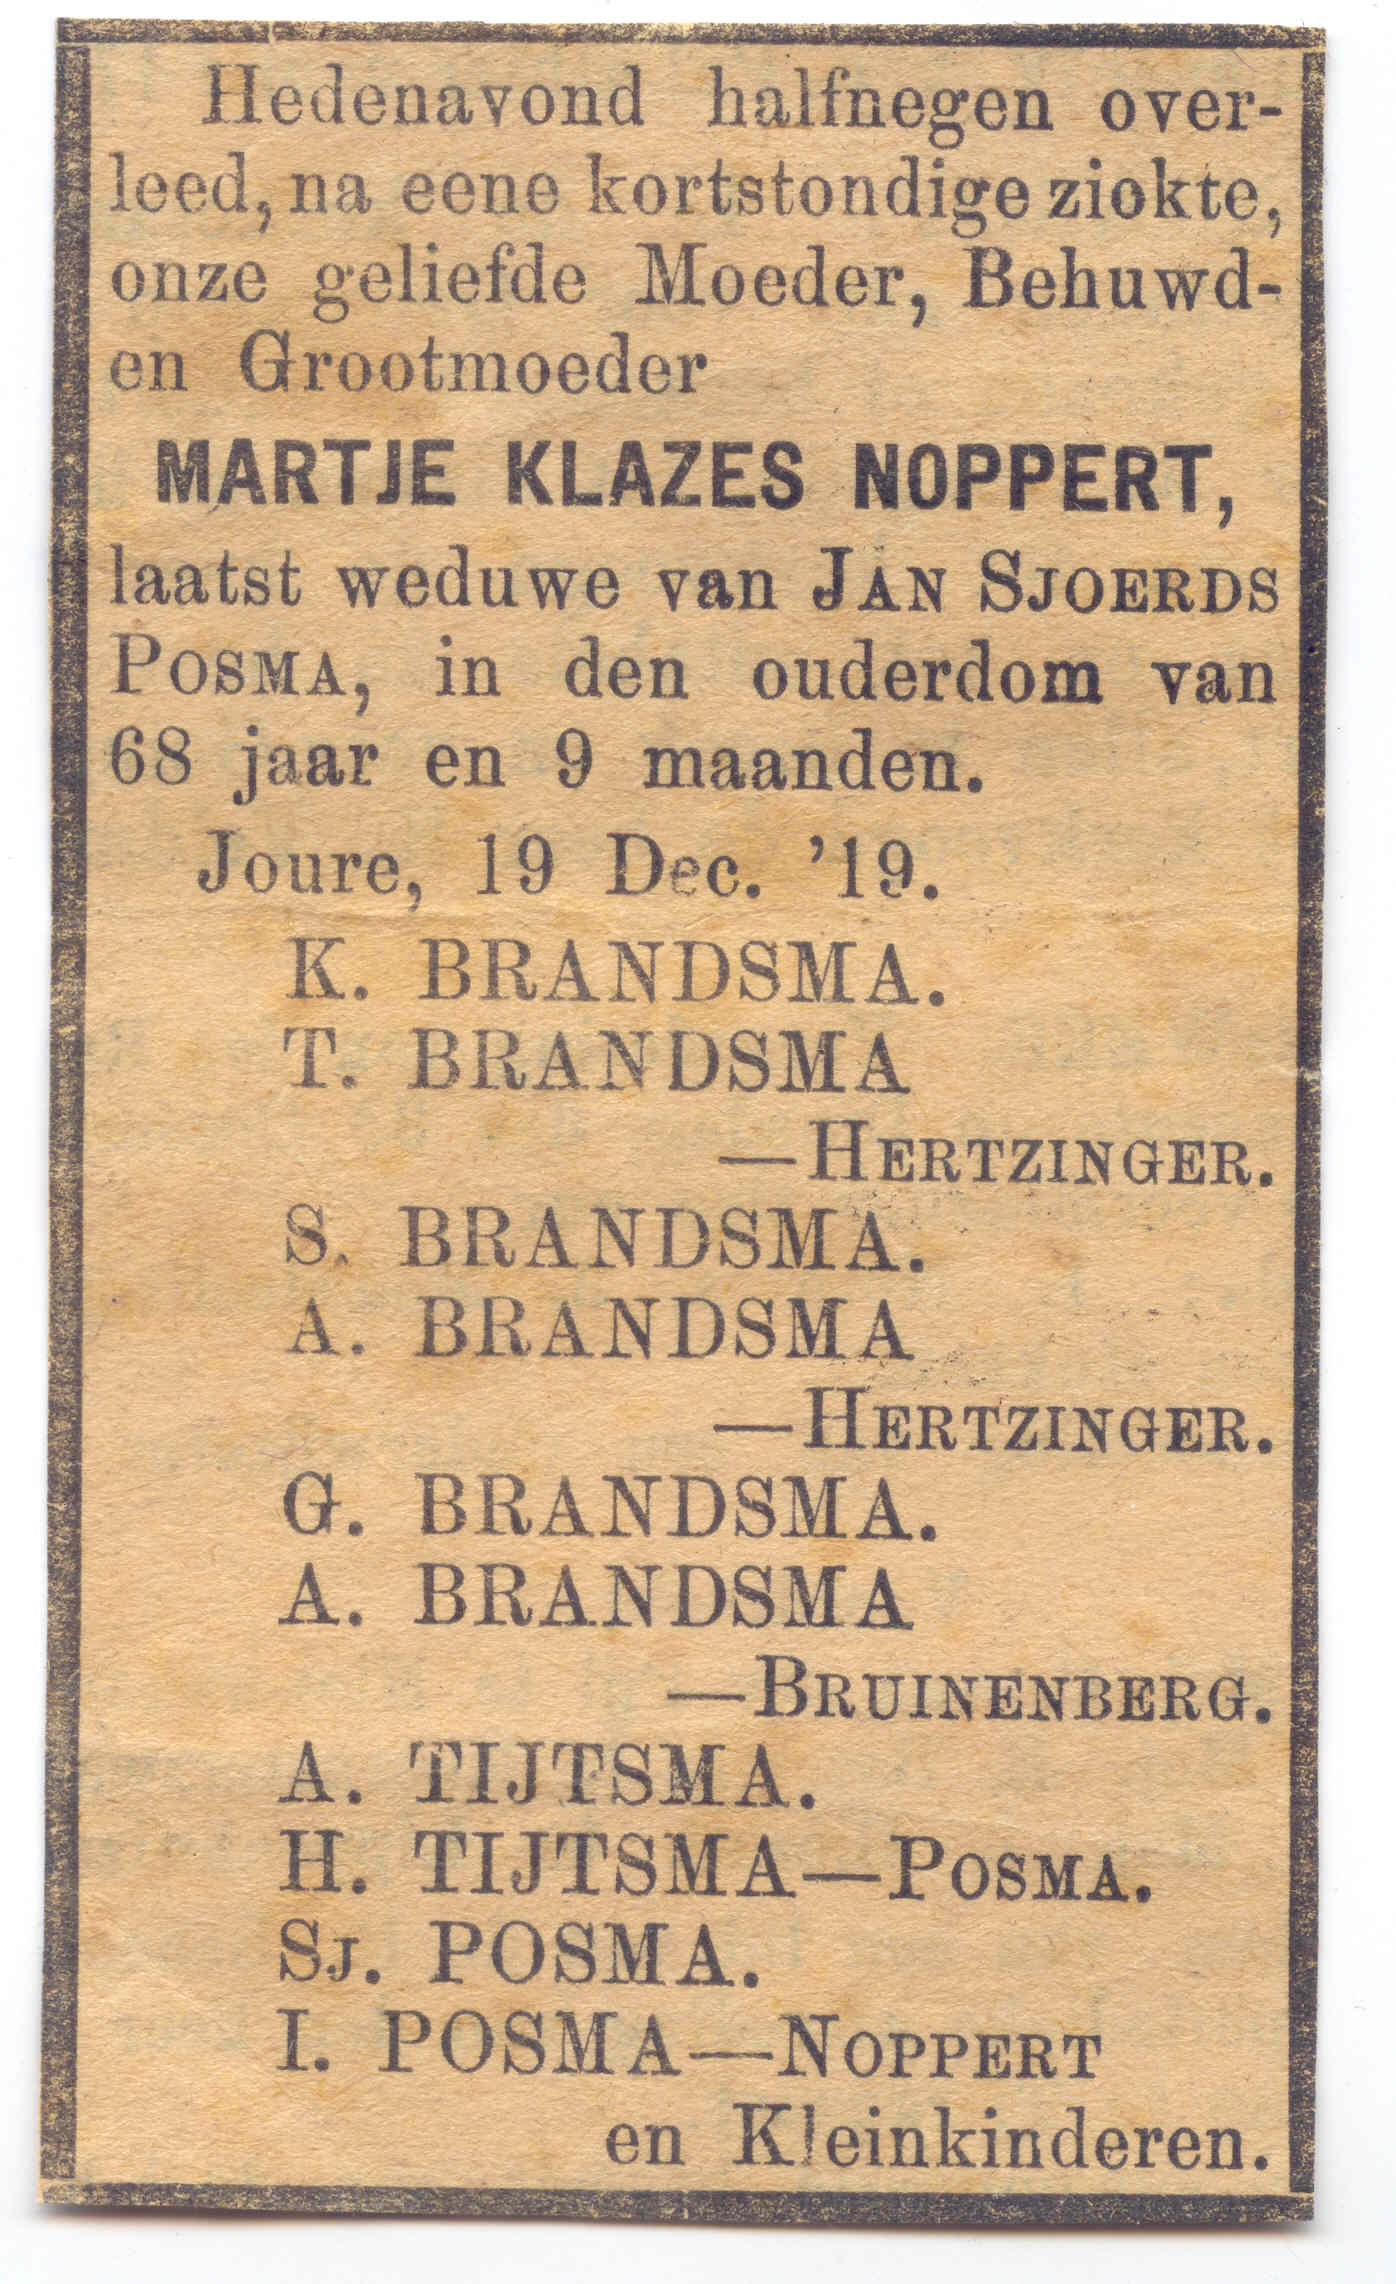 Hedenavond halfnegen over-
leed, na eene kortstondige ziekte,
onze geliefde Moeder, Behuwd-
en Grootmoeder
MARTJE KLAZES NOPPERT,
laatst weduwe van JAN SJOERDS
POSMA, in den ouderdom van
68 jaar en 9 maanden.
Joure, 19 Dec. '19.
K. BRANDSMA.
T. BRANDSMA
—HERTZINGER.
S. BRANDSMA.
A. BRANDSMA
—HERTZINGER.
G. BRANDSMA.
A. BRANDSMA
—BRUINENBERG.
A. TIJTSMA.
H. TIJTSMA—POSMA.
SJ. POSMA.
I. POSMA—NOPPERT
en Kleinkinderen.